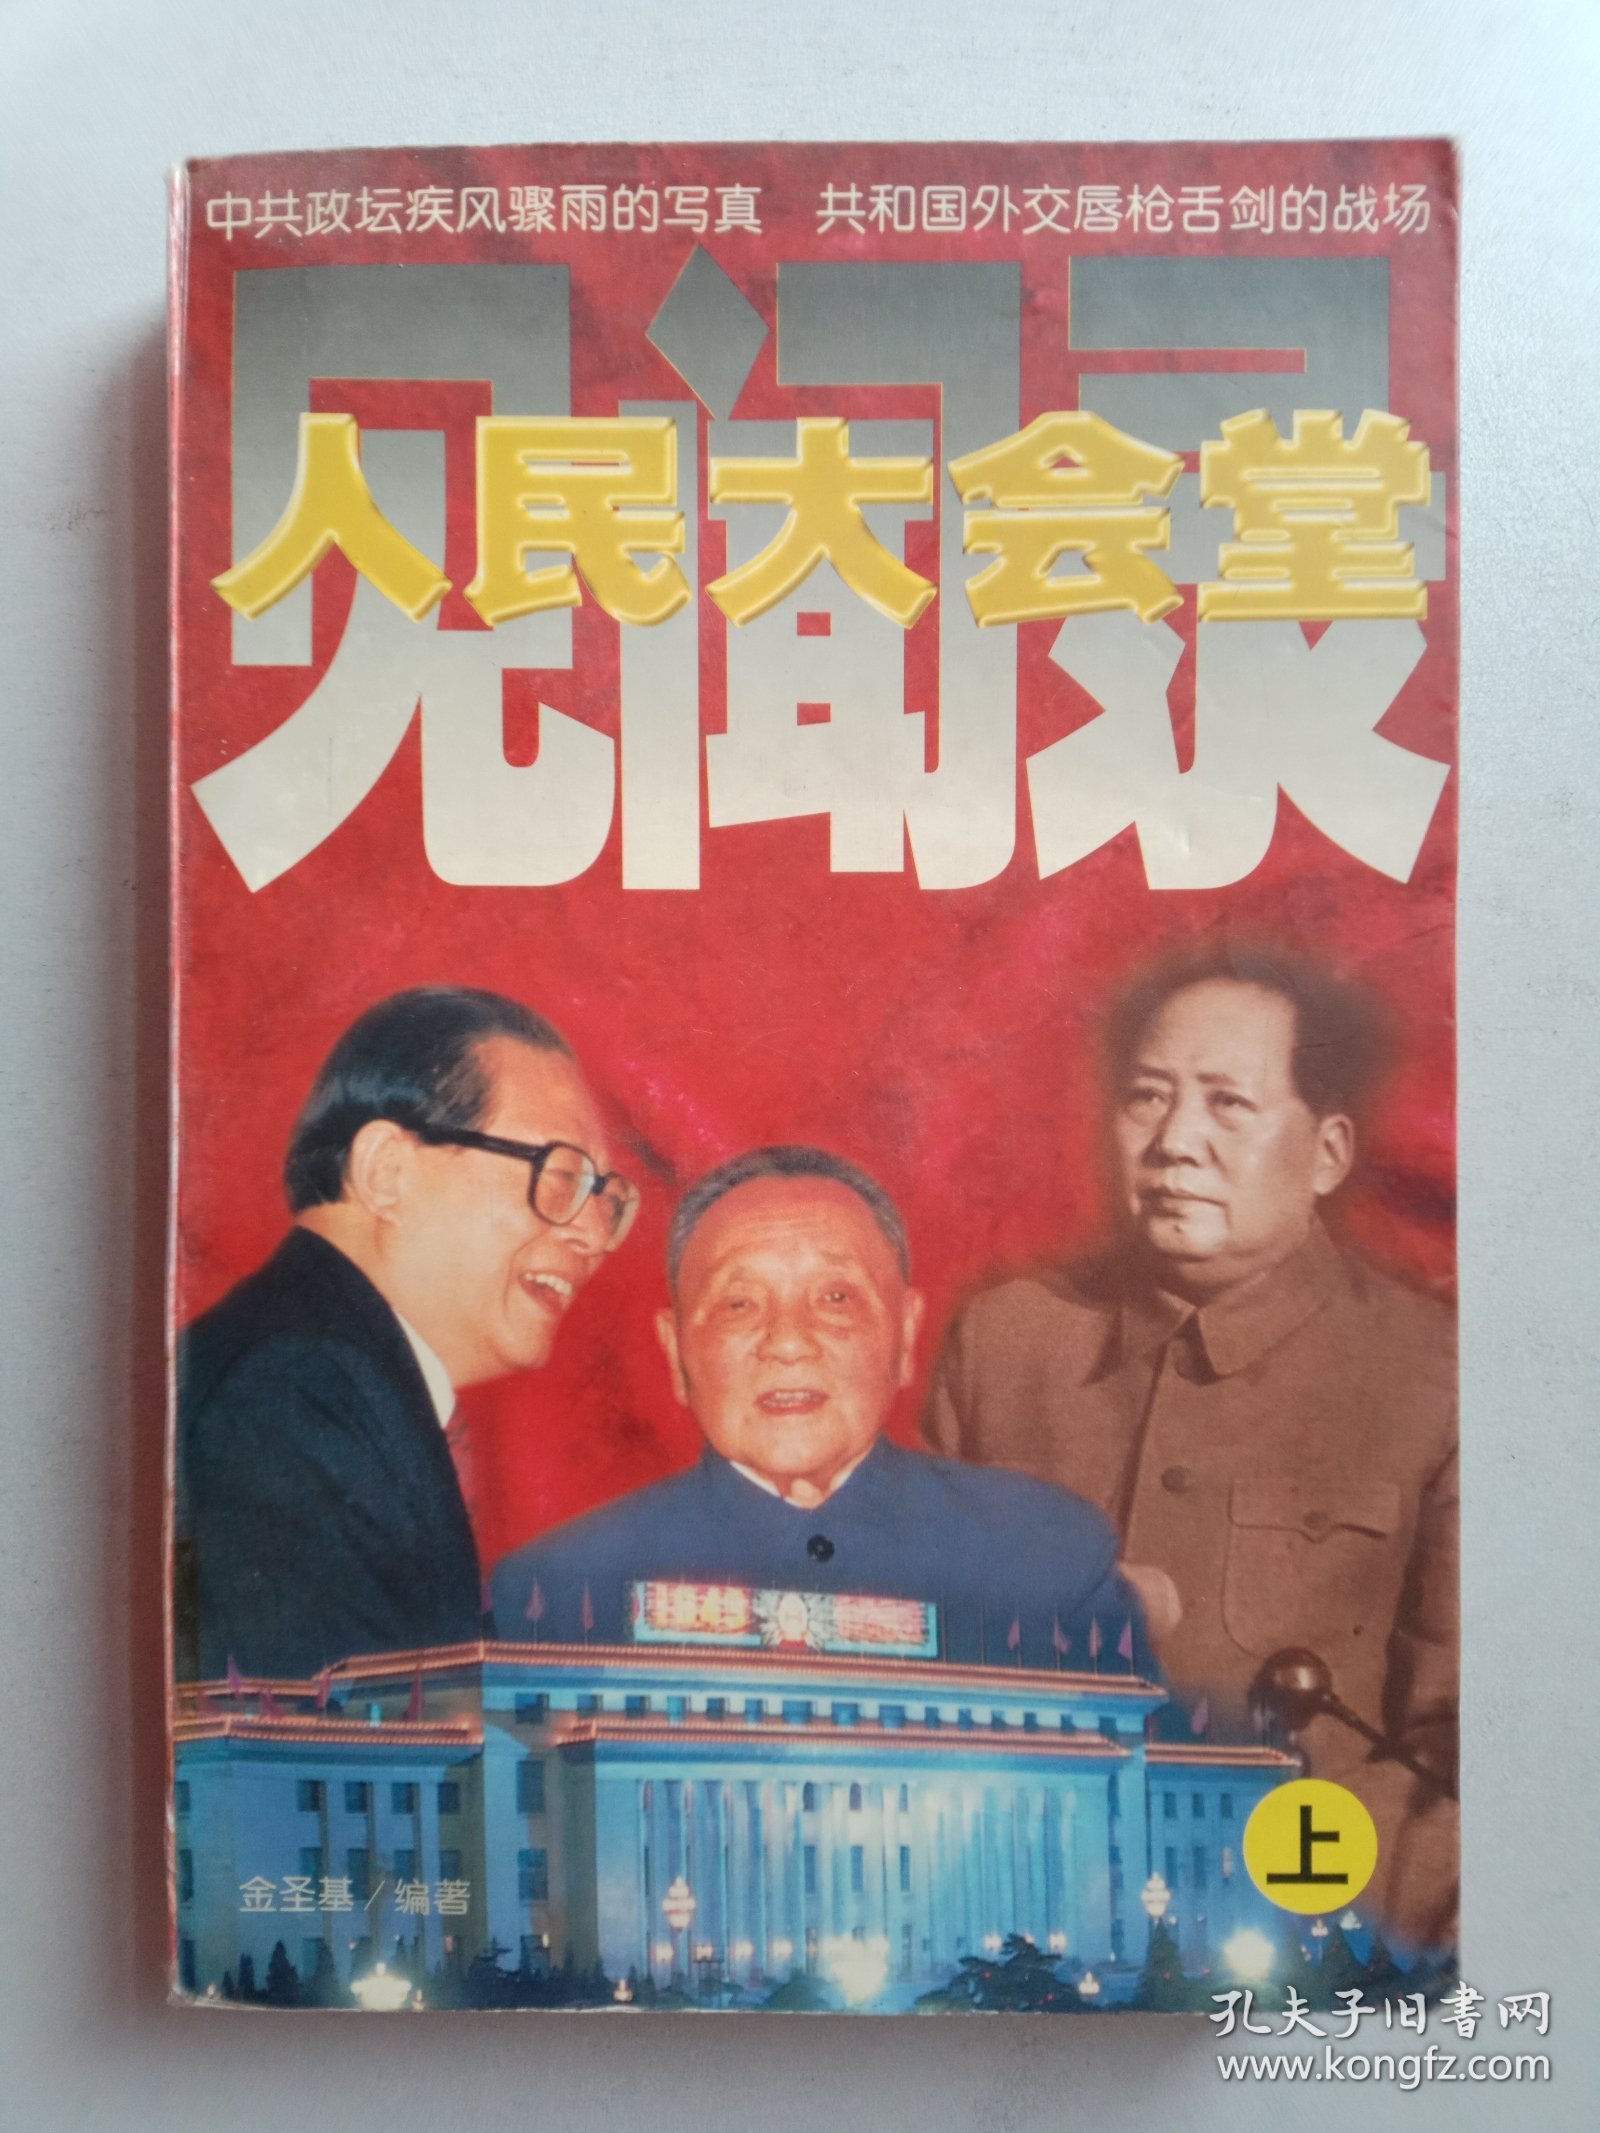 中共政坛疾风骤雨的写真　共和国外交唇枪舌剑的战场
人民大会堂
见闻录
上
金圣基/编著
孔夫子旧书网
www.kongfz.com